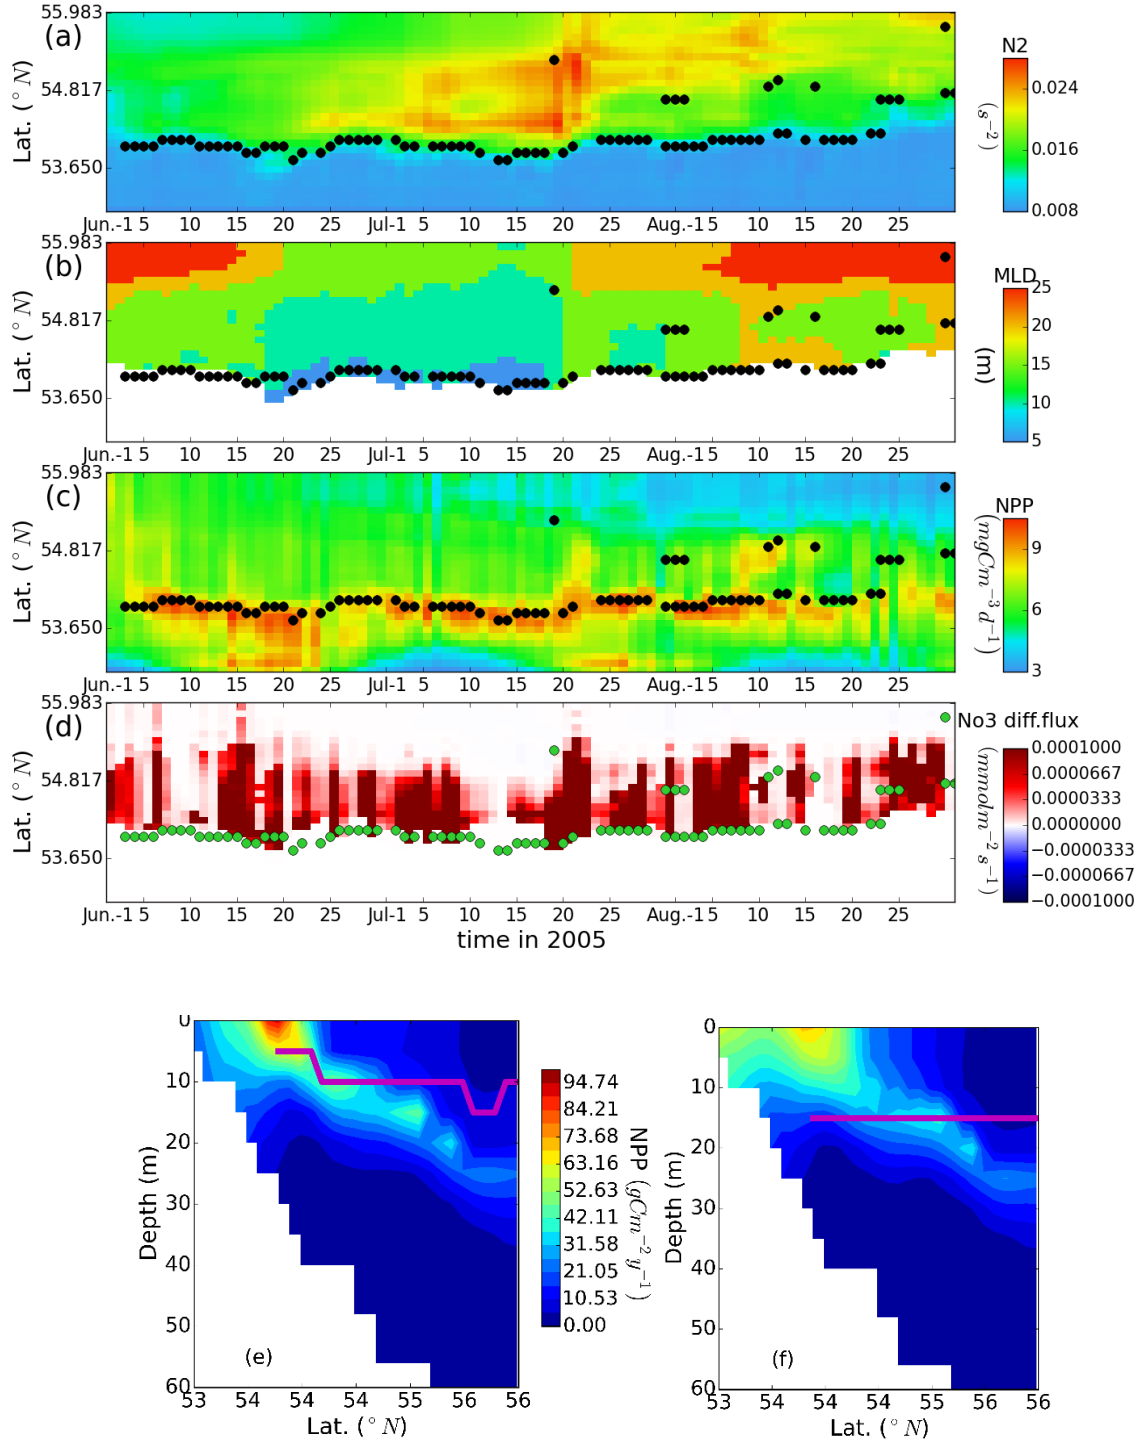 55.983
(a)
54.817
53.650
Lat. (° N)
Jun.-1 5 10 15 20 25 Jul-1 5 10 15 20 25 Aug.-1 5 10 15 20 25
N2
0.024
0.016
0.008
(s⁻²)
55.983
(b)
54.817
53.650
Lat. (° N)
Jun.-1 5 10 15 20 25 Jul-1 5 10 15 20 25 Aug.-1 5 10 15 20 25
MLD
25
20
15
10
5
(m)
55.983
(c)
54.817
53.650
Lat. (° N)
Jun.-1 5 10 15 20 25 Jul-1 5 10 15 20 25 Aug.-1 5 10 15 20 25
NPP
9
6
3
(mgCm⁻³d⁻¹)
55.983
(d)
54.817
53.650
Lat. (° N)
Jun.-1 5 10 15 20 25 Jul-1 5 10 15 20 25 Aug.-1 5 10 15 20 25
time in 2005
No3 diff.flux
0.0001000
0.0000667
0.0000333
0.0000000
−0.0000333
−0.0000667
−0.0001000
(mmolm⁻²s⁻¹)
0
10
20
30
40
50
60
Depth (m)
(e)
53 54 54 55 56 56
Lat. (° N)
94.74
84.21
73.68
63.16
52.63
42.11
31.58
21.05
10.53
0.00
NPP (gCm⁻²y⁻¹)
0
10
20
30
40
50
60
Depth (m)
(f)
53 54 54 55 55 56
Lat. (° N)